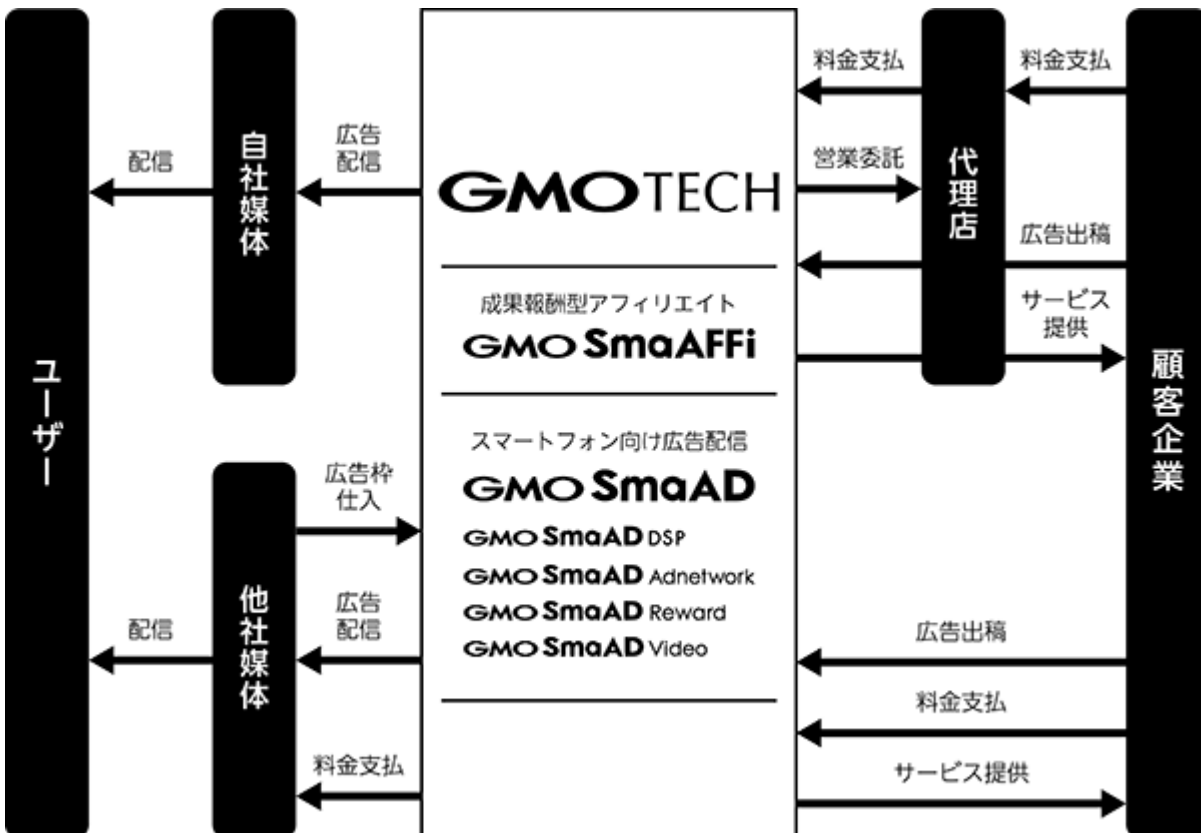 ユーザー
自社媒体
他社媒体
配信
広告
配信
広告枠
仕入
配信
広告
配信
料金支払
GMOTECH
成果報酬型アフィリエイト
GMO SmaAFFi
スマートフォン向け広告配信
GMO SmaAD
GMO SmaAD DSP
GMO SmaAD Adnetwork
GMO SmaAD Reward
GMO SmaAD Video
料金支払
営業委託
代理店
料金支払
広告出稿
サービス
提供
広告出稿
料金支払
サービス提供
顧客企業